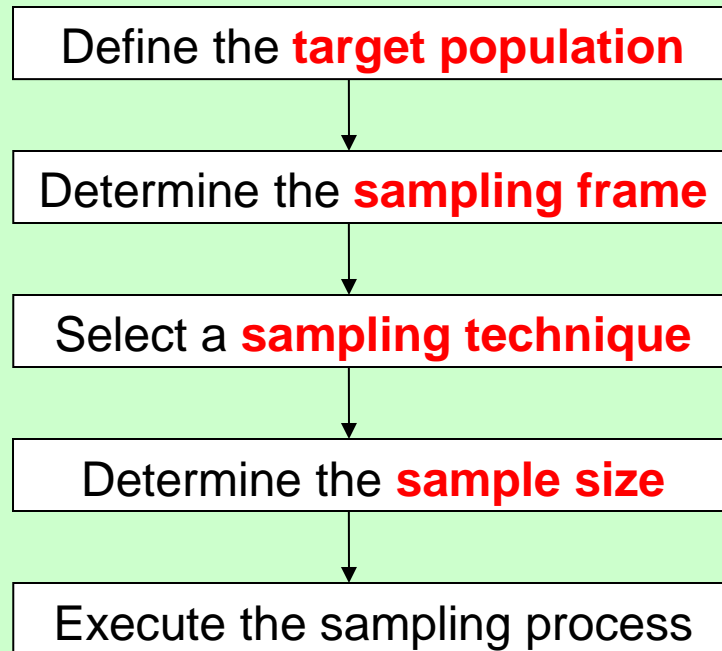 Define the target population
Determine the sampling frame
Select a sampling technique
Determine the sample size
Execute the sampling process